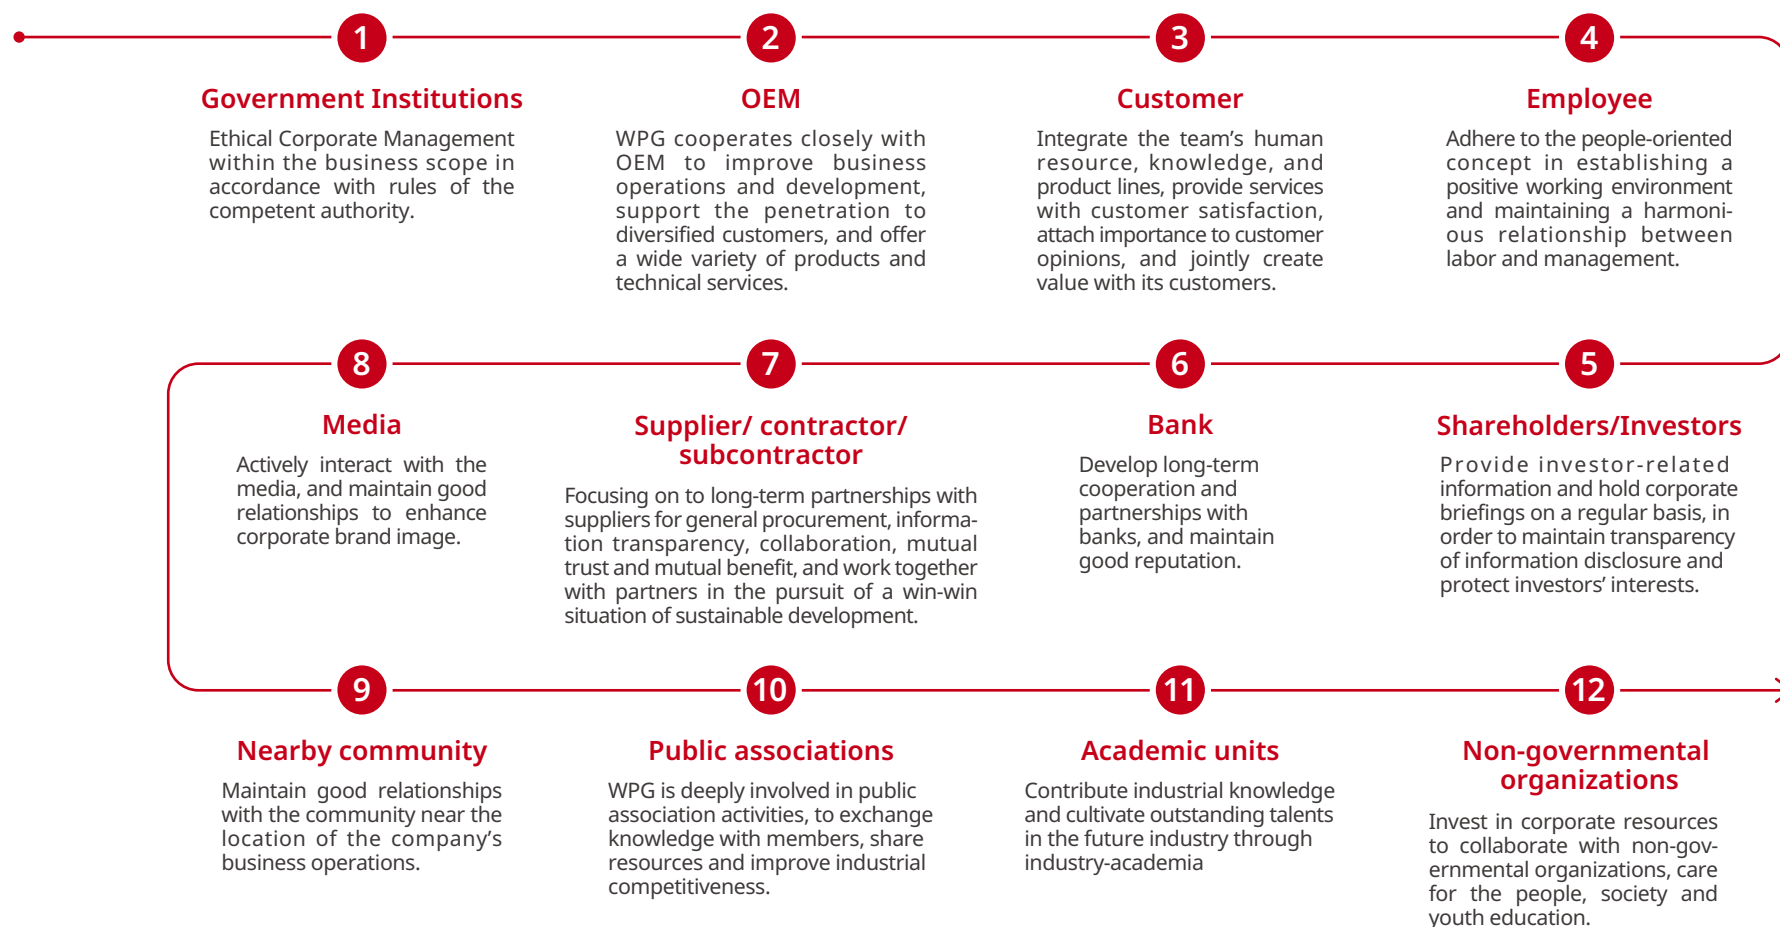 1
Government Institutions
Ethical Corporate Management
within the business scope in
accordance with rules of the
competent authority.
2
OEM
WPG cooperates closely with
OEM to improve business
operations and development,
support the penetration to
diversified customers, and offer
a wide variety of products and
technical services.
3
Customer
Integrate the team’s human
resource, knowledge, and
product lines, provide services
with customer satisfaction,
attach importance to customer
opinions, and jointly create
value with its customers.
4
Employee
Adhere to the people-oriented
concept in establishing a
positive working environment
and maintaining a harmoni-
ous relationship between
labor and management.
5
Shareholders/Investors
Provide investor-related
information and hold corporate
briefings on a regular basis, in
order to maintain transparency
of information disclosure and
protect investors’ interests.
6
Bank
Develop long-term
cooperation and
partnerships with
banks, and maintain
good reputation.
7
Supplier/ contractor/
subcontractor
Focusing on to long-term partnerships with
suppliers for general procurement, informa-
tion transparency, collaboration, mutual
trust and mutual benefit, and work together
with partners in the pursuit of a win-win
situation of sustainable development.
8
Media
Actively interact with the
media, and maintain good
relationships to enhance
corporate brand image.
9
Nearby community
Maintain good relationships
with the community near the
location of the company’s
business operations.
10
Public associations
WPG is deeply involved in public
association activities, to exchange
knowledge with members, share
resources and improve industrial
competitiveness.
11
Academic units
Contribute industrial knowledge
and cultivate outstanding talents
in the future industry through
industry-academia
12
Non-governmental
organizations
Invest in corporate resources
to collaborate with non-gov-
ernmental organizations, care
for the people, society and
youth education.